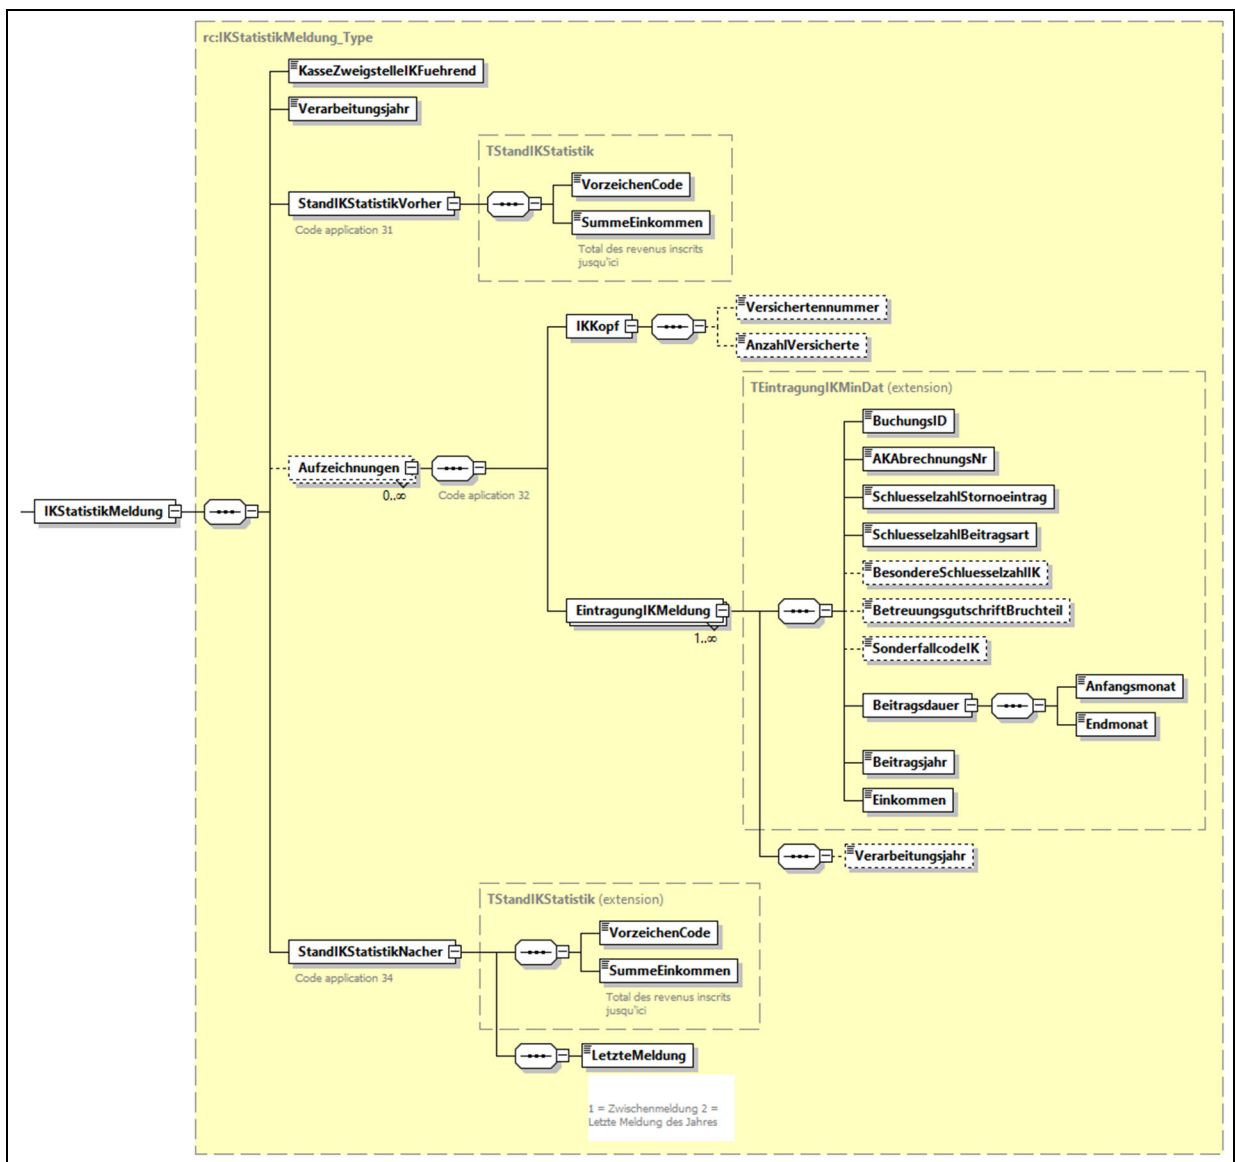 rc:IKStatistikMeldung_Type
KasseZweigstelleIKFuehrend
Verarbeitungsjahr
TStandIKStatistik
VorzeichenCode
StandIKStatistikVorher
Code application 31
SummeEinkommen
Total des revenus inscrits
jusqu'ici
Versichertennummer
IKKopf
AnzahlVersicherte
TEintragungIKMinDat (extension)
BuchungsID
AKAbrechnungsNr
Aufzeichnungen
0..∞
Code aplication 32
SchluesselzahlStornoeintrag
IKStatistikMeldung
SchluesselzahlBeitragsart
BesondereSchluesselzahlIK
EintragungIKMeldung
1..∞
BetreuungsgutschriftBruchteil
SonderfallcodeIK
Anfangsmonat
Beitragsdauer
Endmonat
Beitragsjahr
Einkommen
Verarbeitungsjahr
TStandIKStatistik (extension)
VorzeichenCode
StandIKStatistikNacher
Code application 34
SummeEinkommen
Total des revenus inscrits
jusqu'ici
LetzteMeldung
1 = Zwischenmeldung 2 =
Letzte Meldung des Jahres